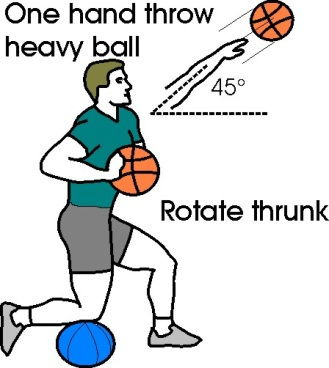 One hand throw
heavy ball
45°
Rotate thrunk